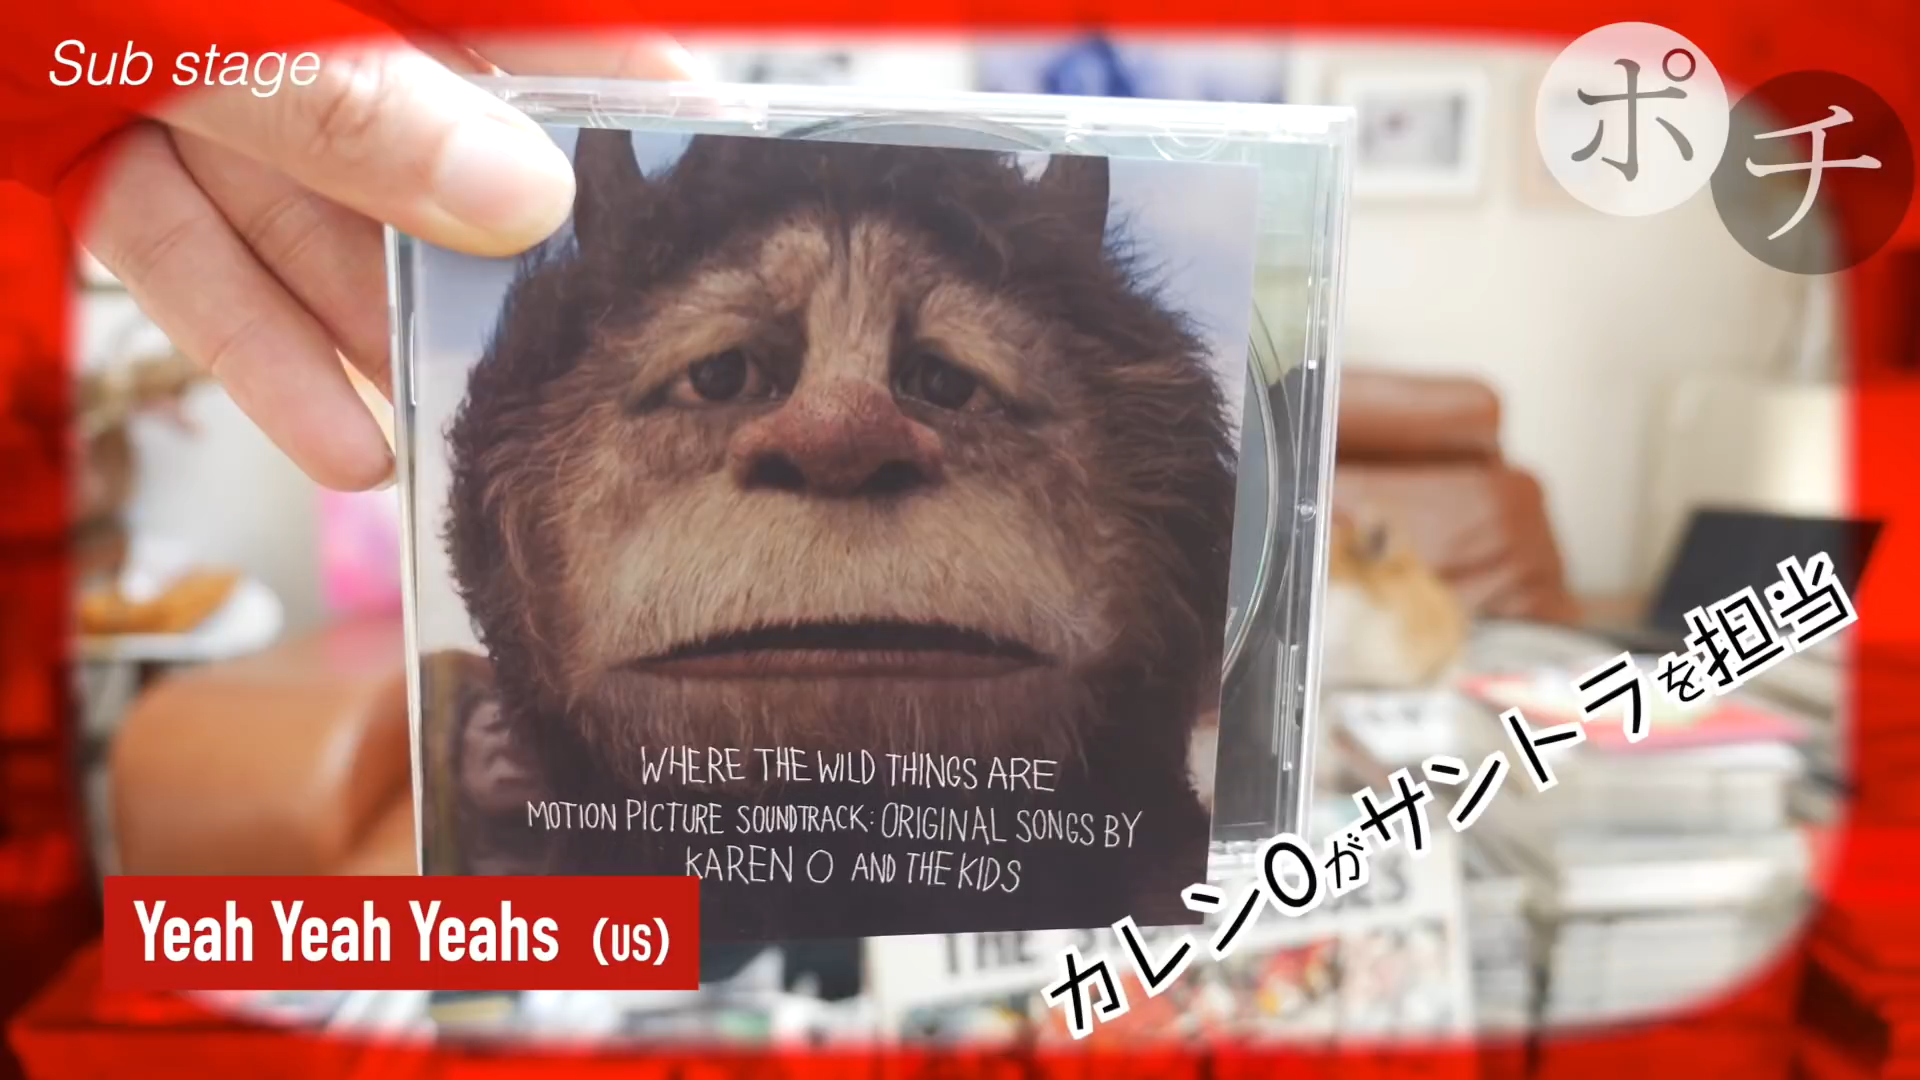 Sub stage
ポチ
WHERE THE WILD THINGS ARE
MOTION PICTURE SOUNDTRACK: ORIGINAL SONGS BY
KAREN O AND THE KIDS
カレンOがサントラを担当
Yeah Yeah Yeahs (US)